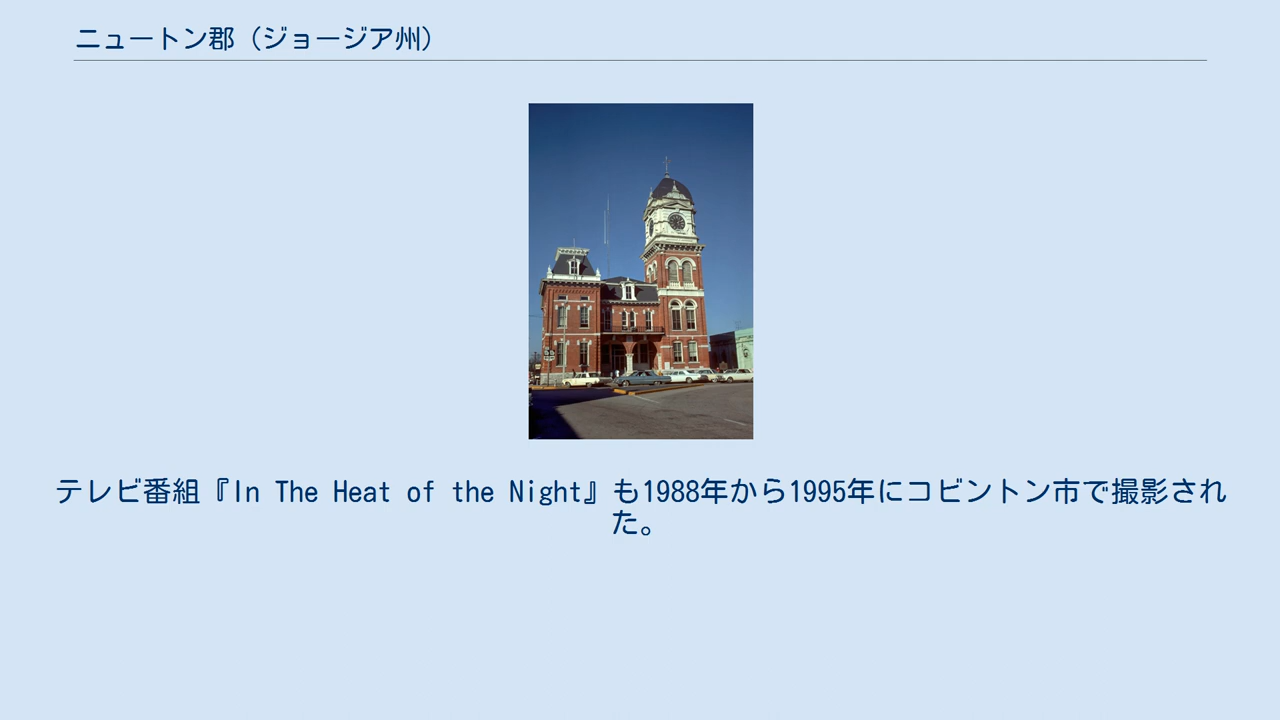 ニュートン郡（ジョージア州）
テレビ番組『In The Heat of the Night』も1988年から1995年にコビントン市で撮影され
た。